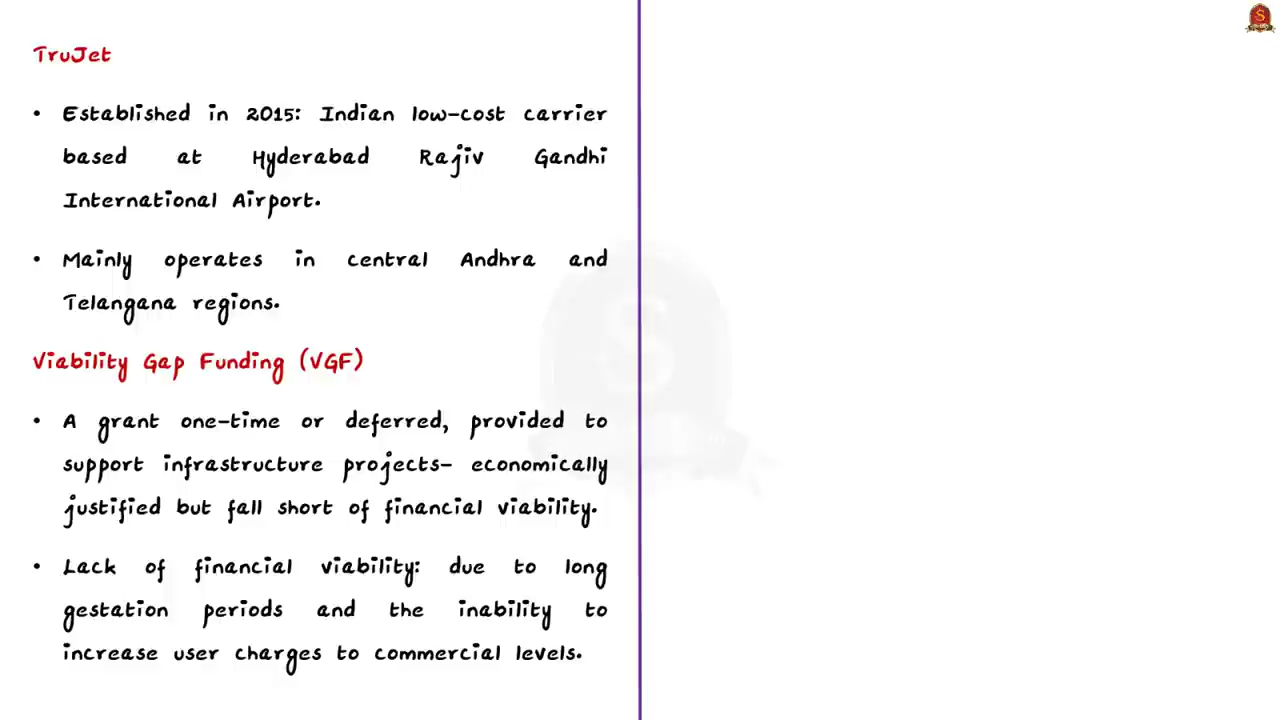 TruJet
• Established in 2015: Indian low-cost carrier
based at Hyderabad Rajiv Gandhi
International Airport.
• Mainly operates in central Andhra and
Telangana regions.
Viability Gap Funding (VGF)
• A grant one-time or deferred, provided to
support infrastructure projects- economically
justified but fall short of financial viability.
• Lack of financial viability: due to long
gestation periods and the inability to
increase user charges to commercial levels.
S